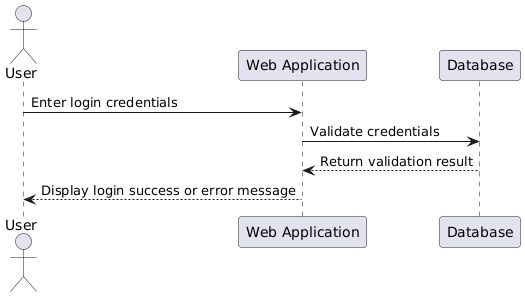 User
Web Application
Database
Enter login credentials
Validate credentials
Return validation result
Display login success or error message
User
Web Application
Database